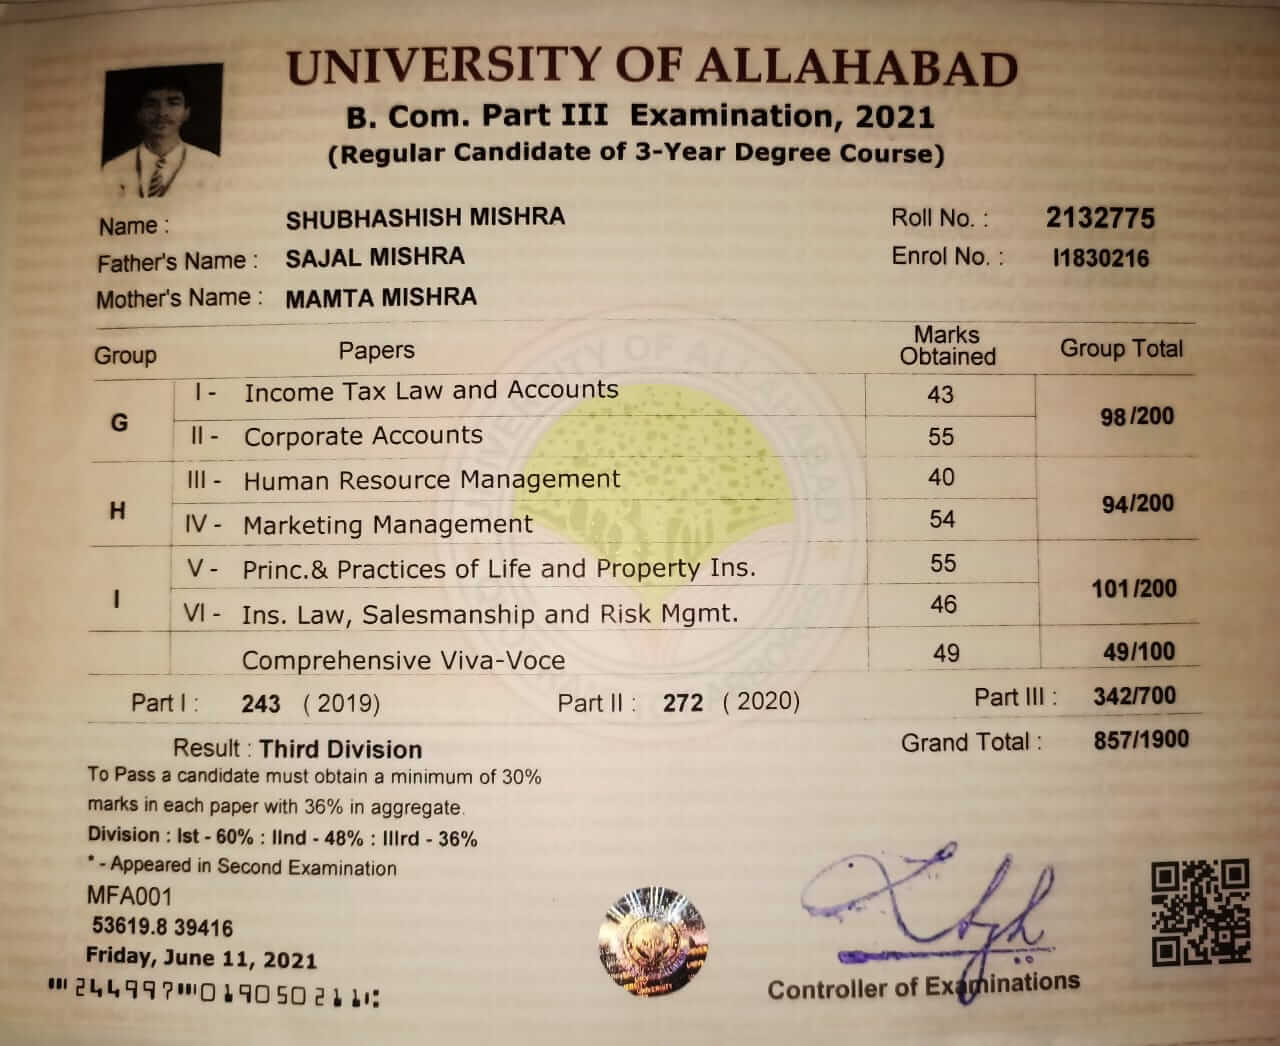 UNIVERSITY OF ALLAHABAD
B. Com. Part III Examination, 2021
(Regular Candidate of 3-Year Degree Course)
Name : SHUBHASHISH MISHRA Roll No. : 2132775
Father's Name : SAJAL MISHRA Enrol No. : I1830216
Mother's Name : MAMTA MISHRA
Group Papers Marks Obtained Group Total
G I - Income Tax Law and Accounts 43 98/200
II - Corporate Accounts 55
H III - Human Resource Management 40 94/200
IV - Marketing Management 54
I V - Princ.& Practices of Life and Property Ins. 55 101/200
VI - Ins. Law, Salesmanship and Risk Mgmt. 46
Comprehensive Viva-Voce 49 49/100
Part I : 243 ( 2019) Part II : 272 ( 2020) Part III : 342/700
Result : Third Division Grand Total : 857/1900
To Pass a candidate must obtain a minimum of 30%
marks in each paper with 36% in aggregate.
Division : Ist - 60% : IInd - 48% : IIIrd - 36%
* - Appeared in Second Examination
MFA001
53619.8 39416
Friday, June 11, 2021
244997 019050211
Controller of Examinations